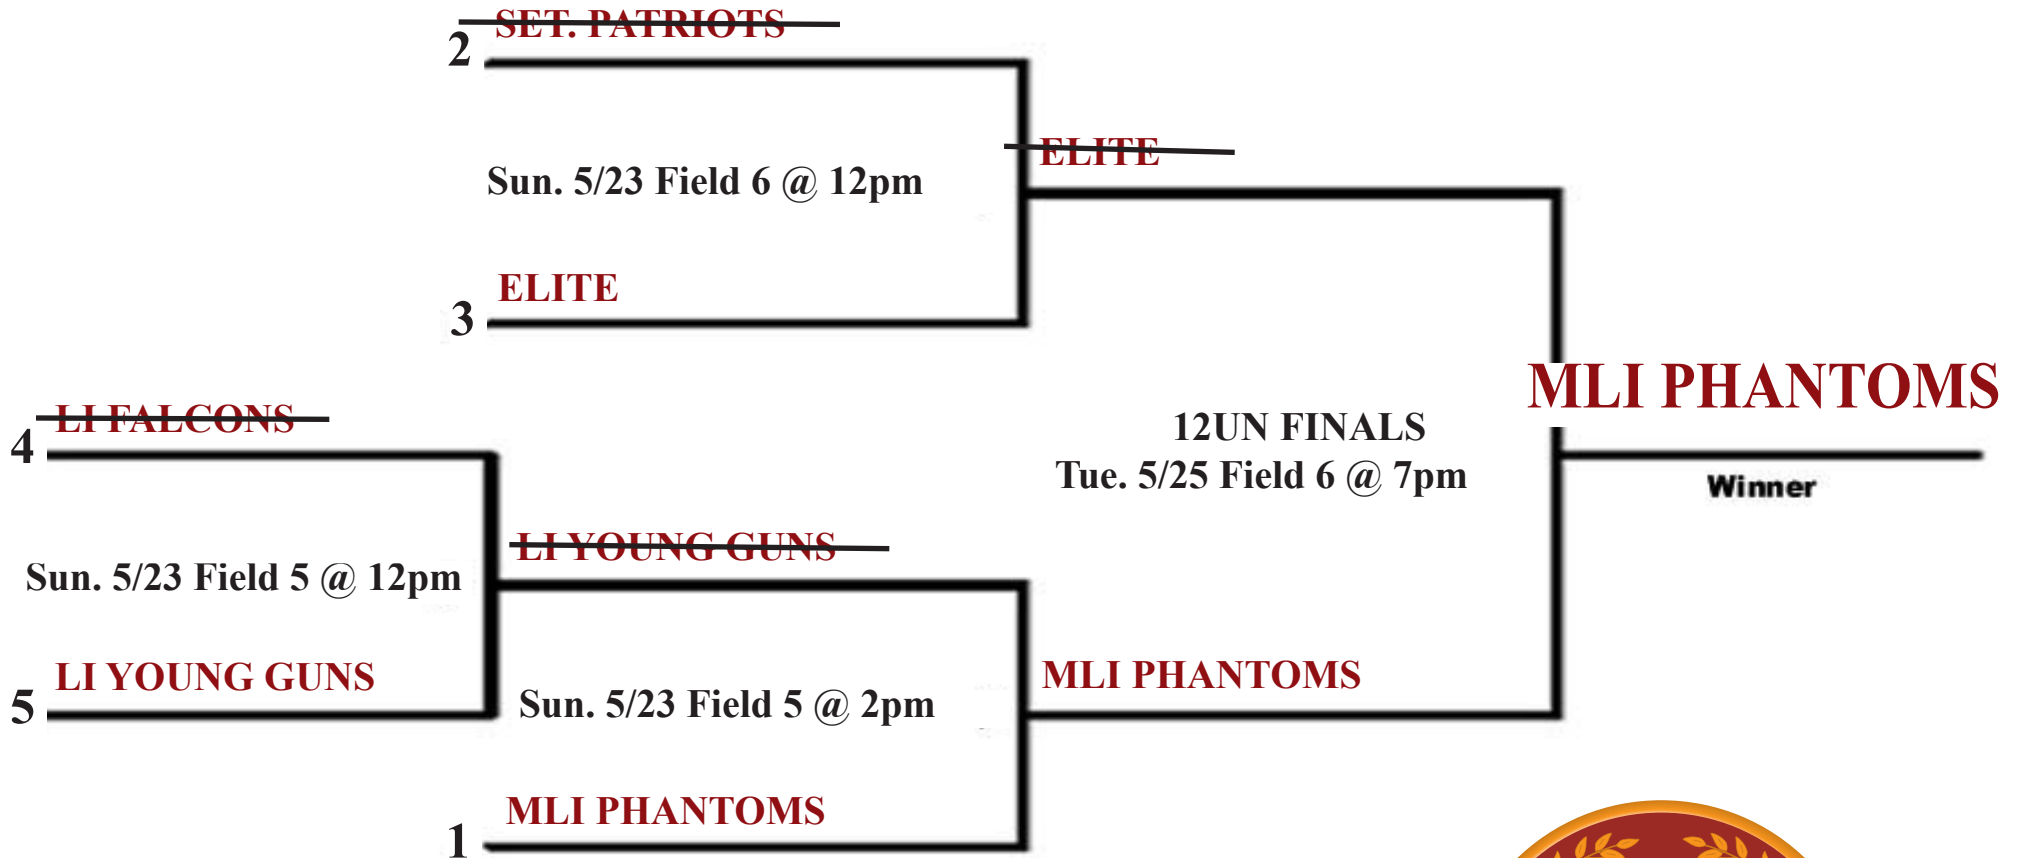 SET. PATRIOTS
2
ELITE
Sun. 5/23 Field 6 @ 12pm
ELITE
3
MLI PHANTOMS
LI FALCONS
4
12UN FINALS
Tue. 5/25 Field 6 @ 7pm
Winner
LI YOUNG GUNS
Sun. 5/23 Field 5 @ 12pm
LI YOUNG GUNS
5
MLI PHANTOMS
Sun. 5/23 Field 5 @ 2pm
MLI PHANTOMS
1